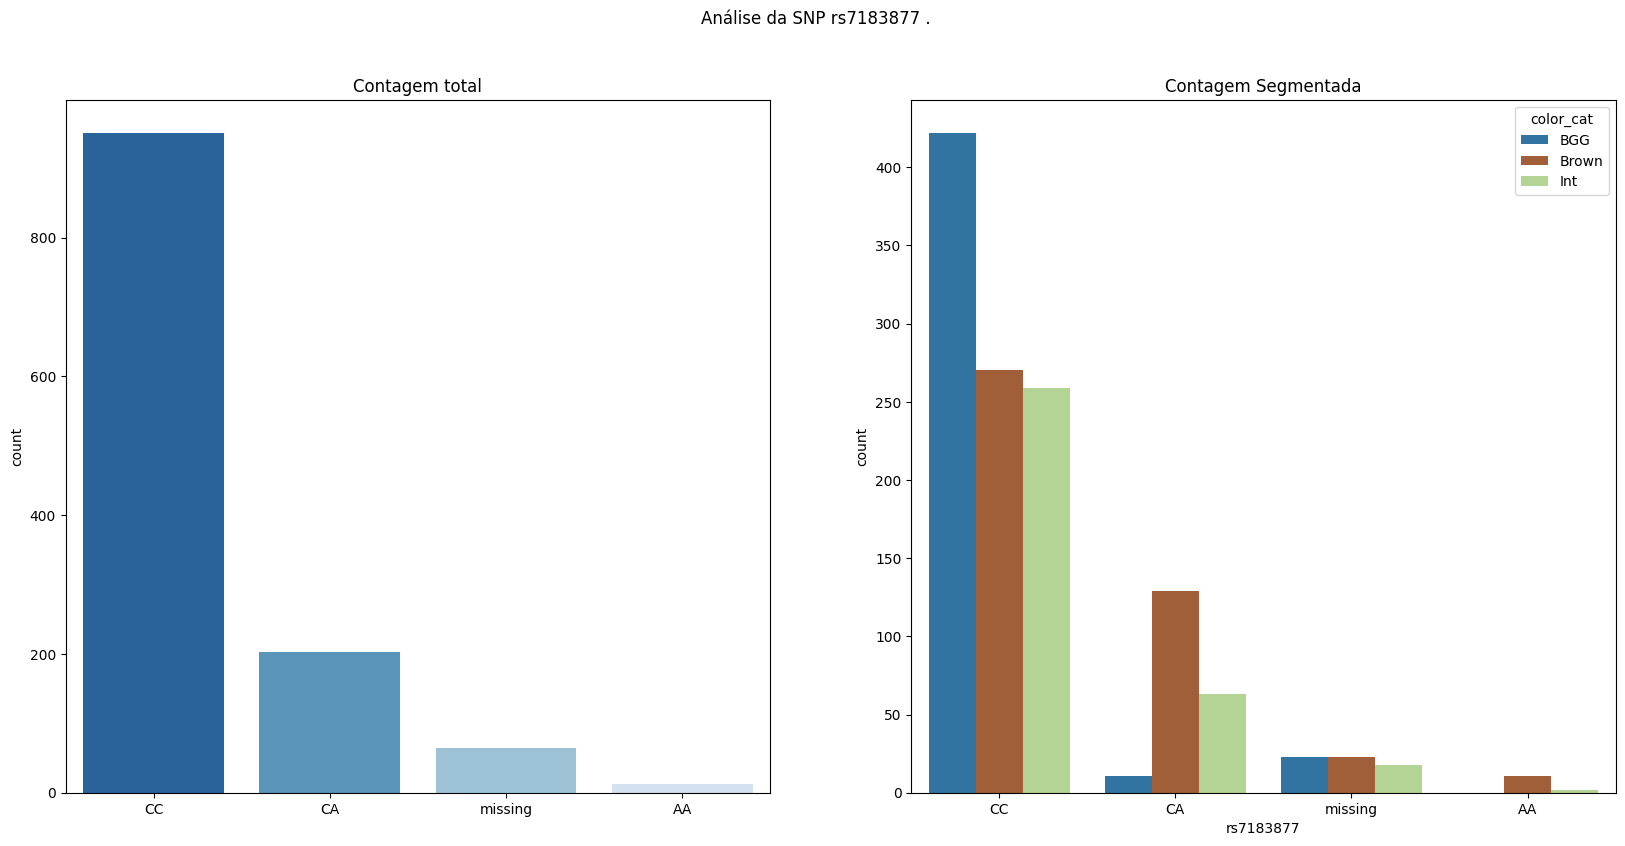 Análise da SNP rs7183877 .
Contagem total
800
600
400
200
0
count
CC CA missing AA
Contagem Segmentada
color_cat
BGG
Brown
Int
400
350
300
250
200
150
100
50
0
count
CC CA missing AA
rs7183877